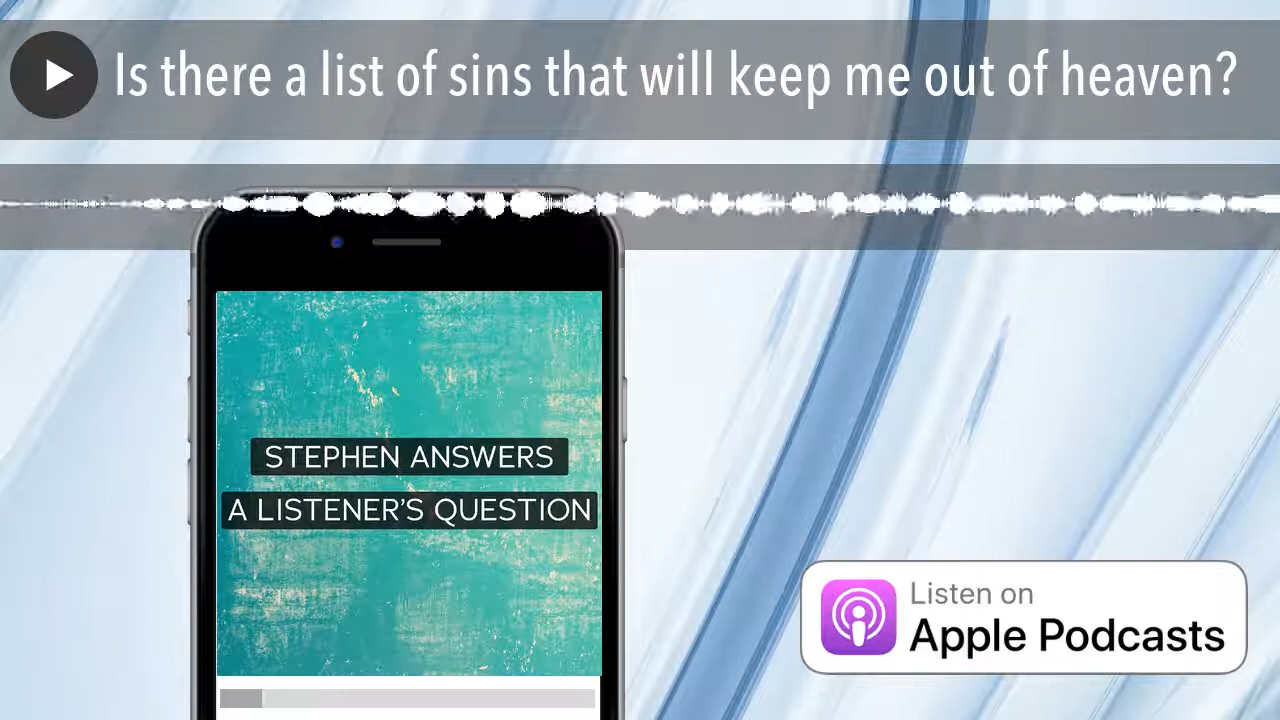 Is there a list of sins that will keep me out of heaven?
STEPHEN ANSWERS
A LISTENER'S QUESTION
Listen on
Apple Podcasts